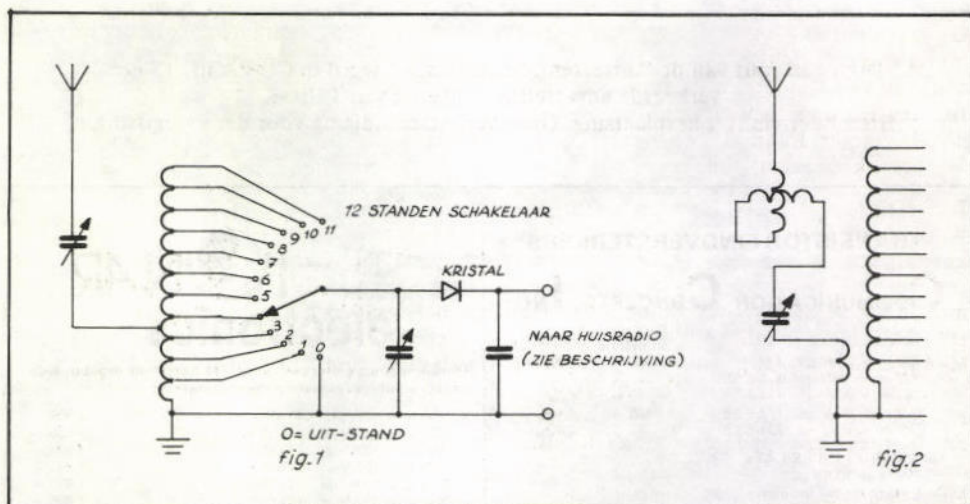 12 STANDEN SCHAKELAAR
11
10
9
8
7
6
5
3
2
1
KRISTAL
NAAR HUISRADIO
(ZIE BESCHRIJVING)
0= UIT-STAND
fig.1
fig.2